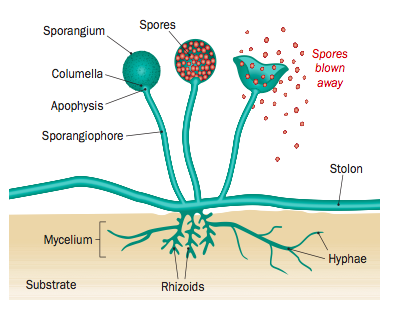 Sporangium
Spores
Spores
blown
away
Columella
Apophysis
Sporangiophore
Stolon
Mycelium
Hyphae
Substrate
Rhizoids